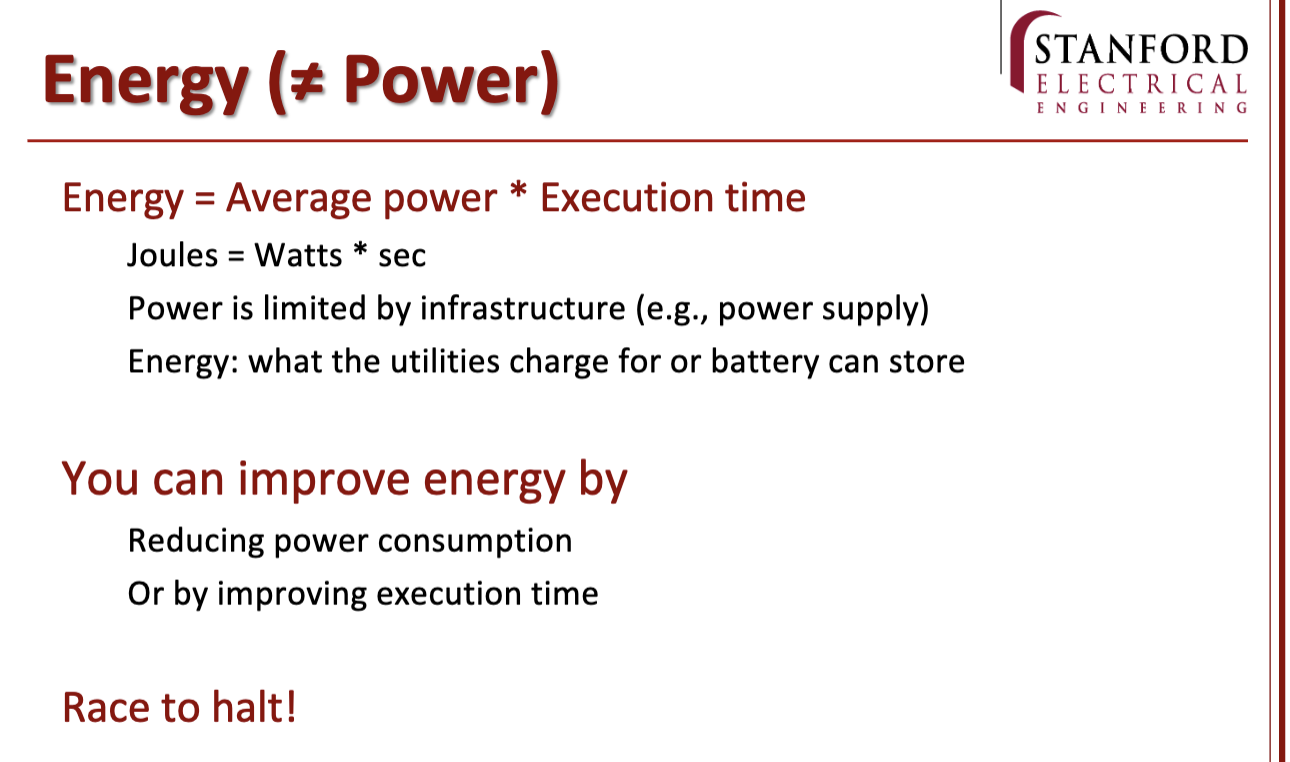 Energy (≠ Power)
STANFORD
ELECTRICAL
ENGINEERING
Energy = Average power * Execution time
Joules = Watts * sec
Power is limited by infrastructure (e.g., power supply)
Energy: what the utilities charge for or battery can store
You can improve energy by
Reducing power consumption
Or by improving execution time
Race to halt!